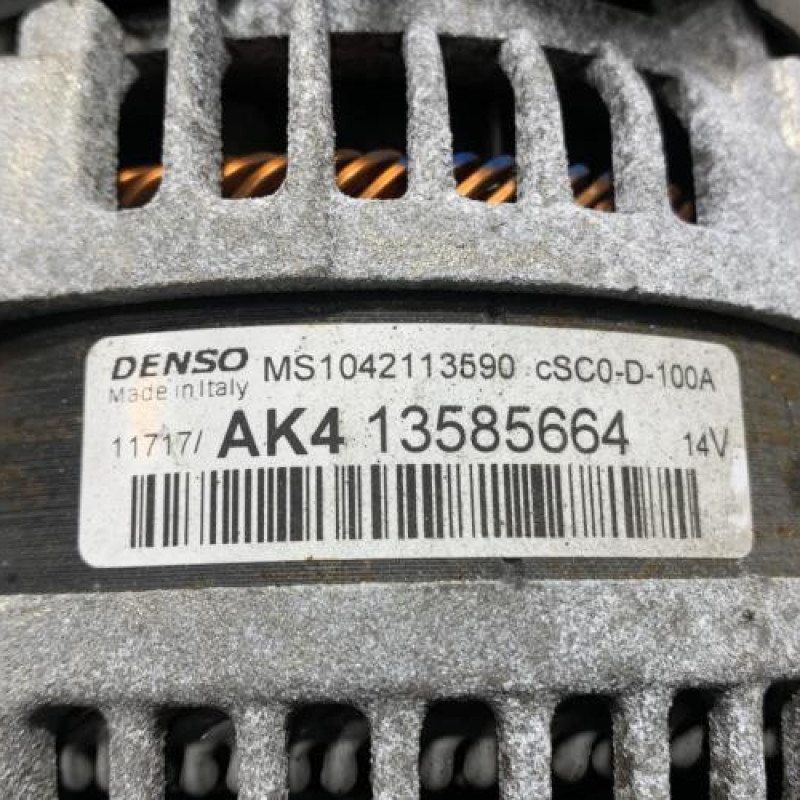 DENSO MS1042113590 cSC0-D-100A
Made in Italy
11717/ AK4 13585664 14V